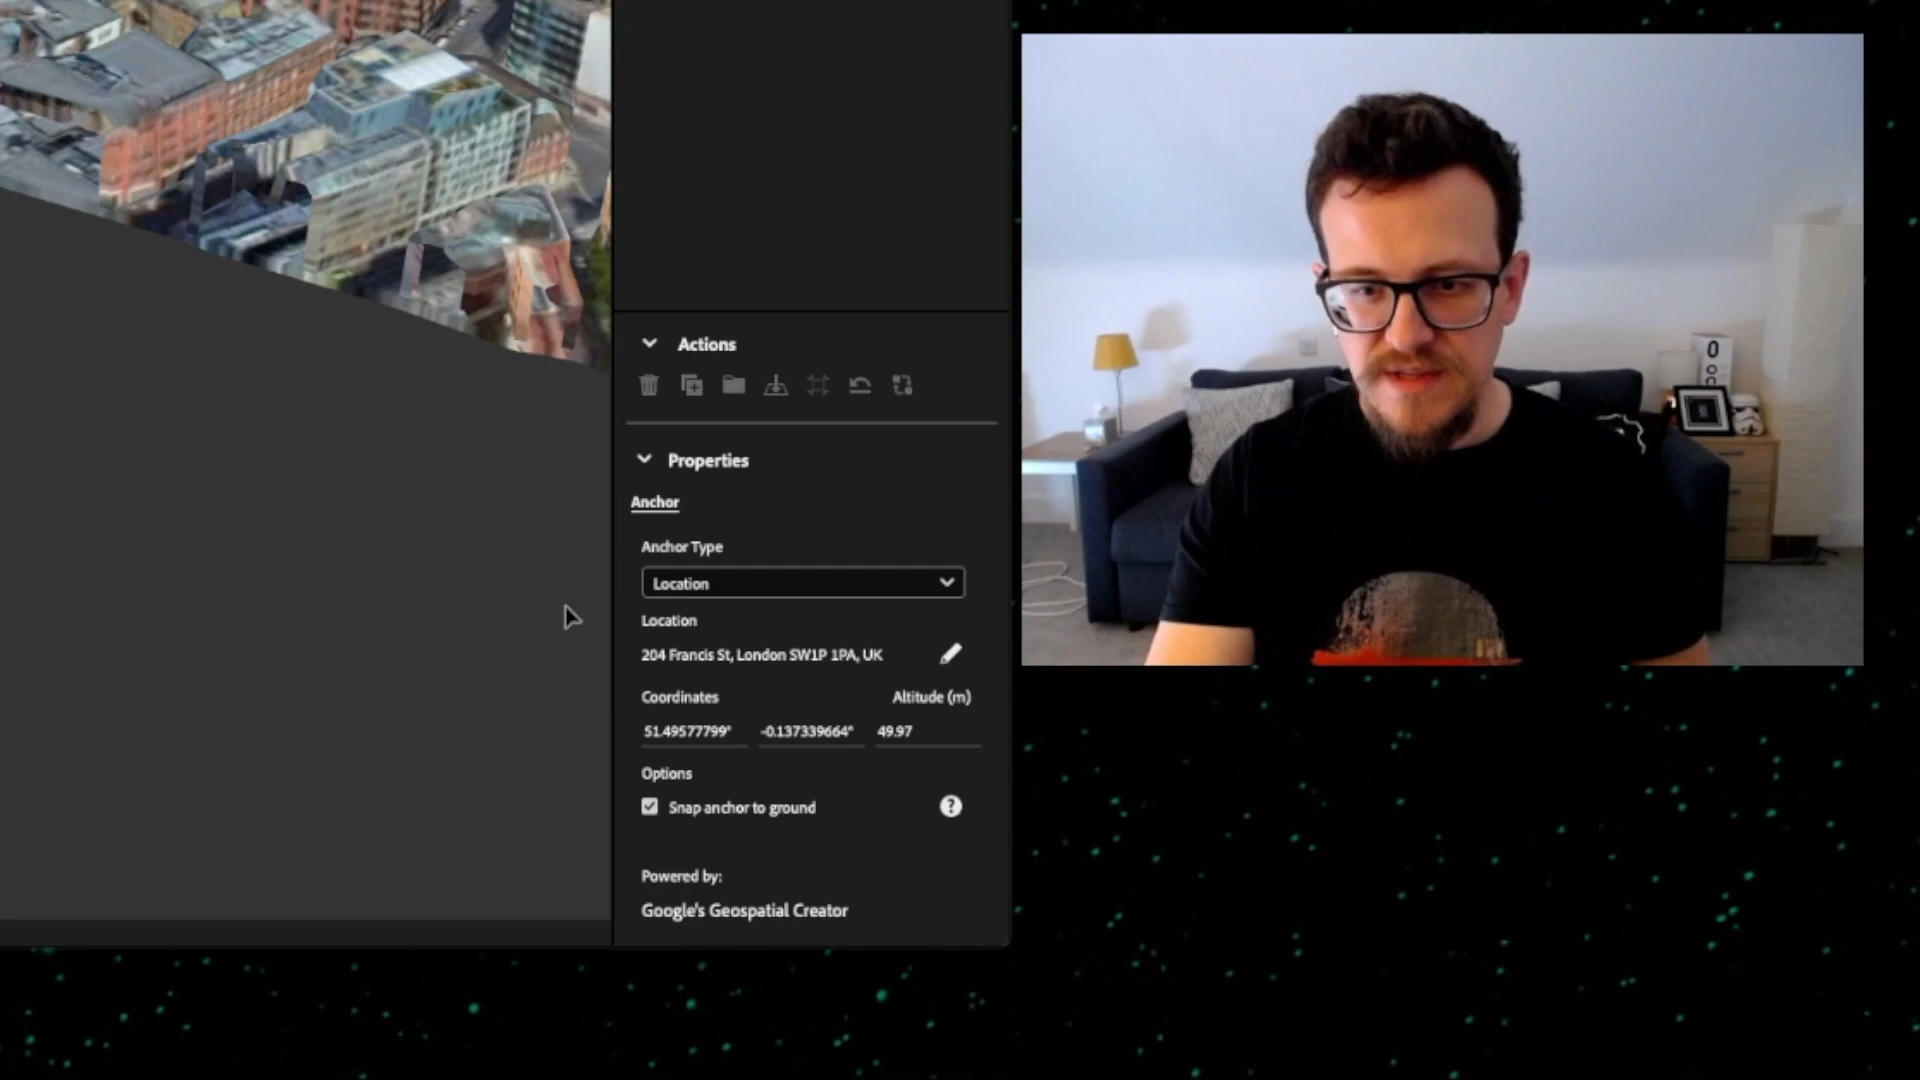 Actions
Properties
Anchor
Anchor Type
Location
Location
204 Francis St, London SW1P 1PA, UK
Coordinates Altitude (m)
51.49577799° -0.137339664° 49.97
Options
Snap anchor to ground ?
Powered by:
Google's Geospatial Creator